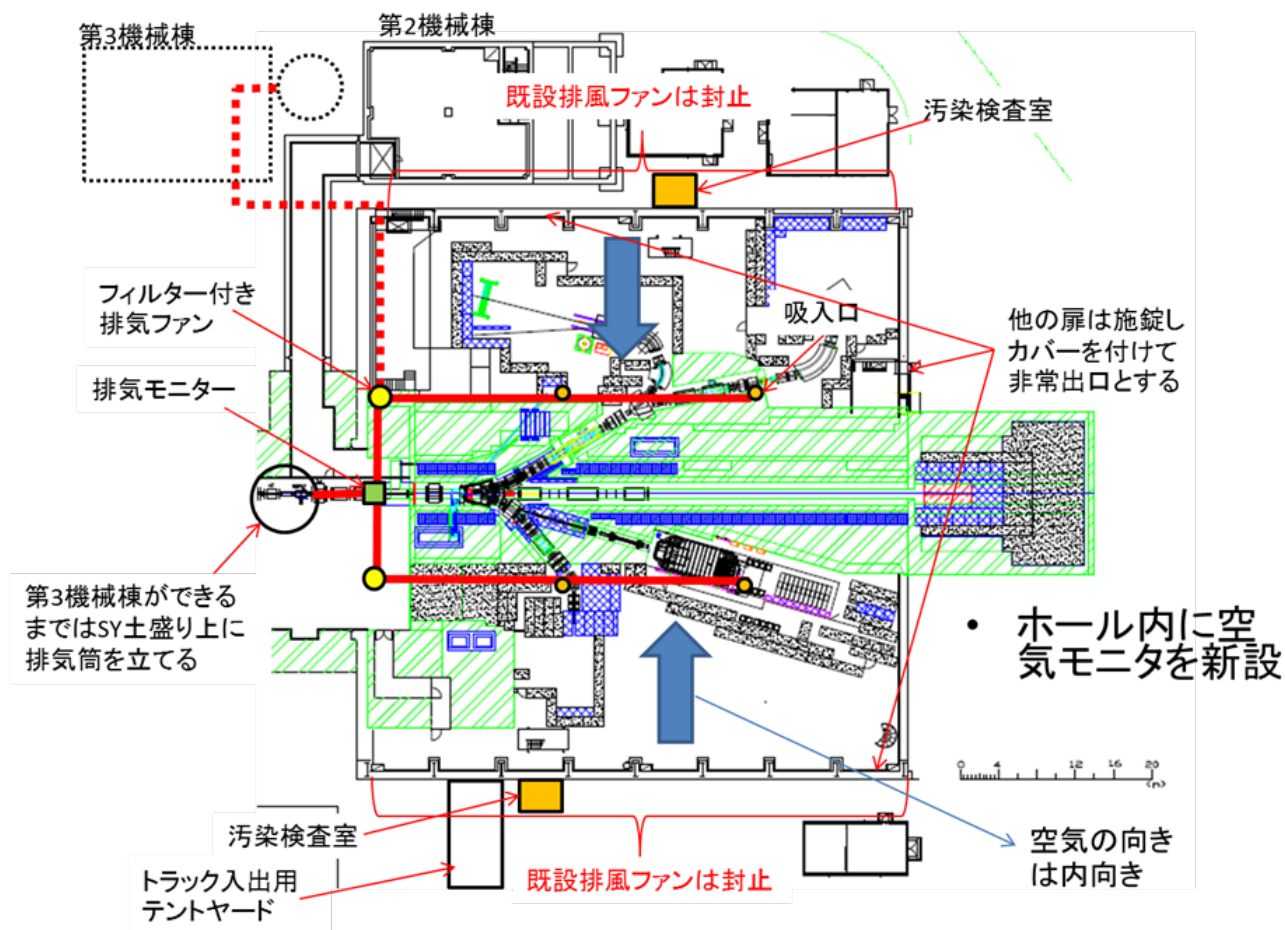 第3機械棟
第2機械棟
既設排風ファンは封止
汚染検査室
フィルター付き
排気ファン
排気モニター
吸入口
他の扉は施錠し
カバーを付けて
非常出口とする
第3機械棟ができる
まではSY土盛り上に
排気筒を立てる
• ホール内に空
気モニタを新設
0 4 12 16 20
(m)
汚染検査室
トラック入出用
テントヤード
既設排風ファンは封止
空気の向き
は内向き